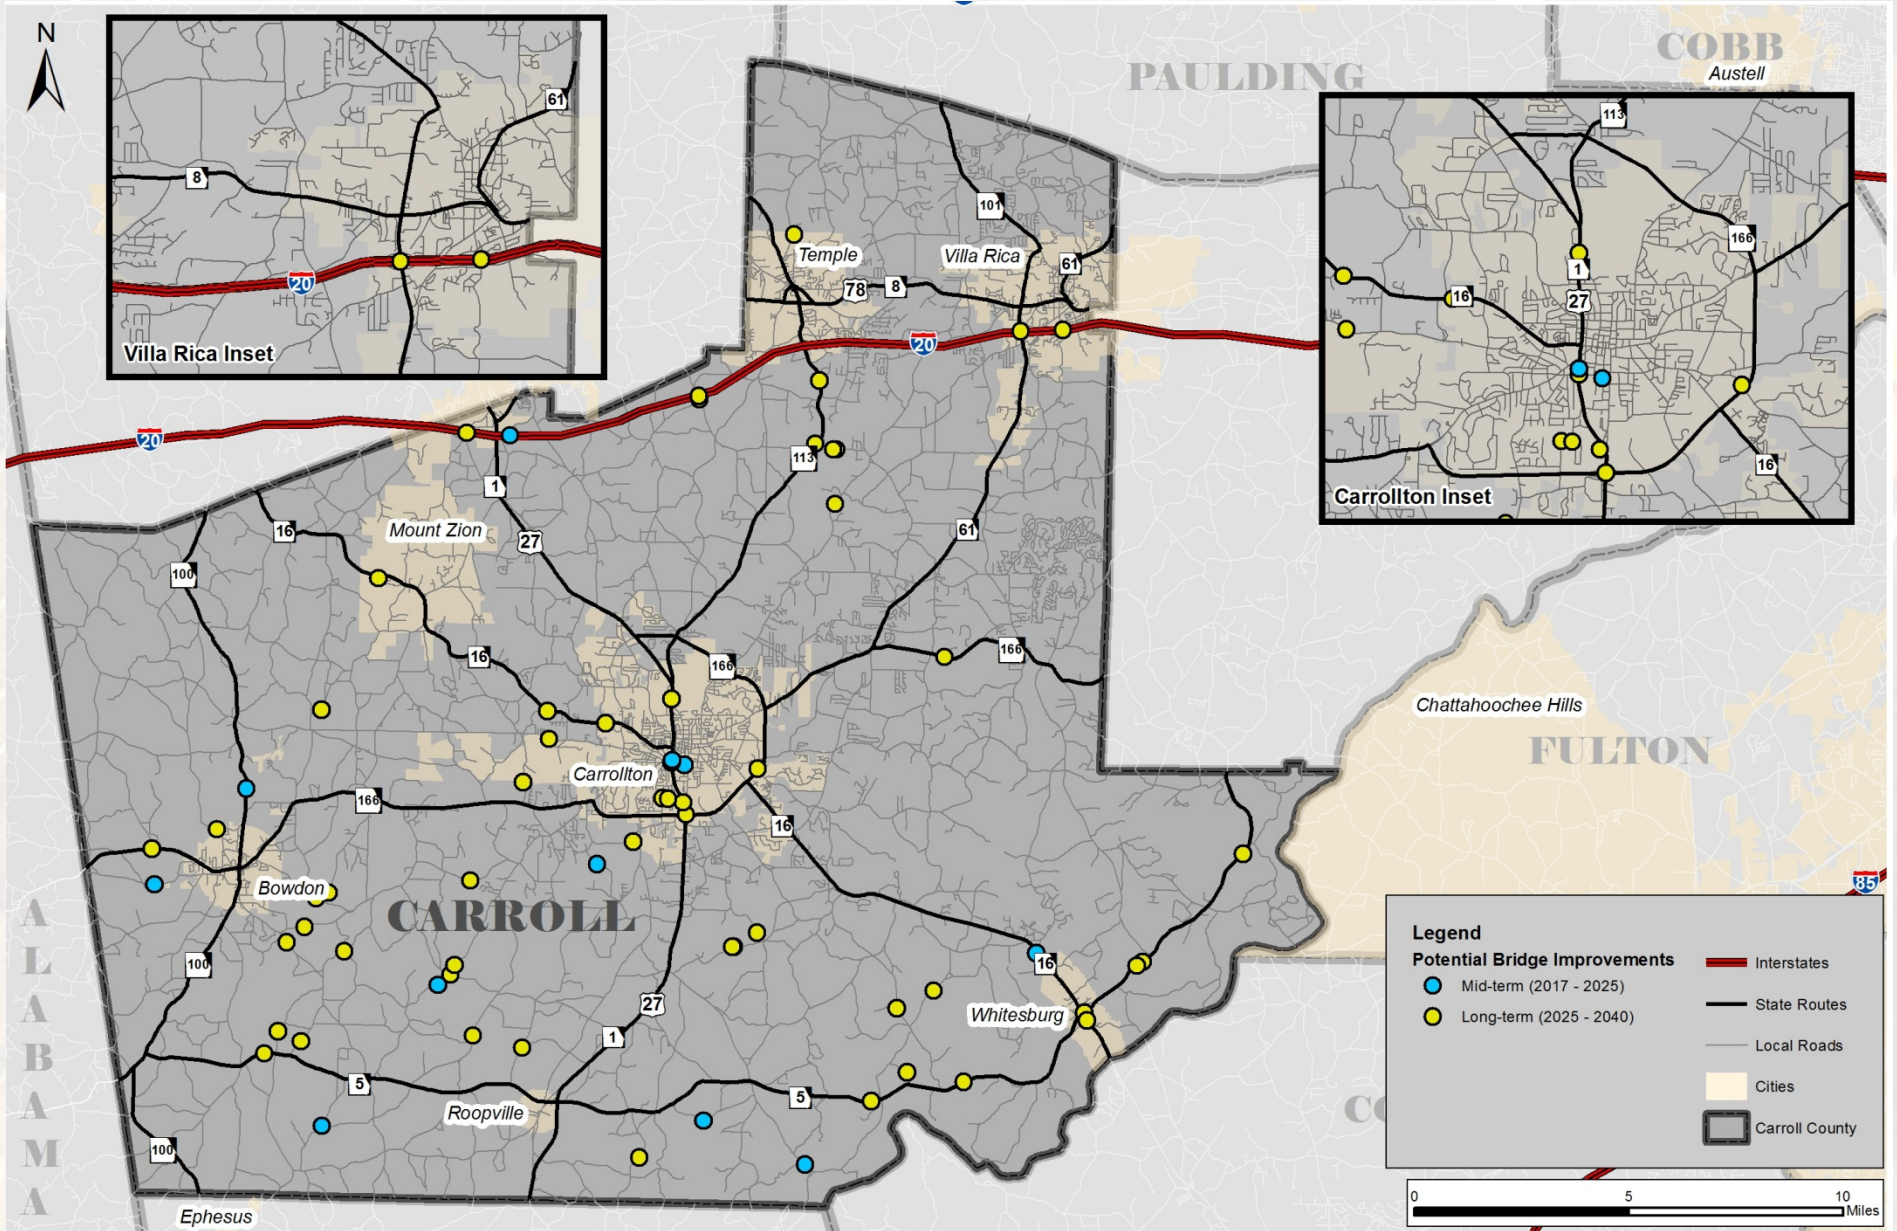 N
61
8
20
Villa Rica Inset
PAULDING
COBB
Austell
113
166
1
27
16
16
Carrollton Inset
101
Temple
Villa Rica
61
78
8
20
20
113
1
16
Mount Zion
27
61
100
16
166
166
Chattahoochee Hills
FULTON
Carrollton
166
16
Bowdon
CARROLL
85
ALABAMA
100
16
27
Whitesburg
1
5
5
Roopville
100
Ephesus
CO
Legend
Potential Bridge Improvements
Mid-term (2017 - 2025)
Long-term (2025 - 2040)
Interstates
State Routes
Local Roads
Cities
Carroll County
0 5 10
Miles